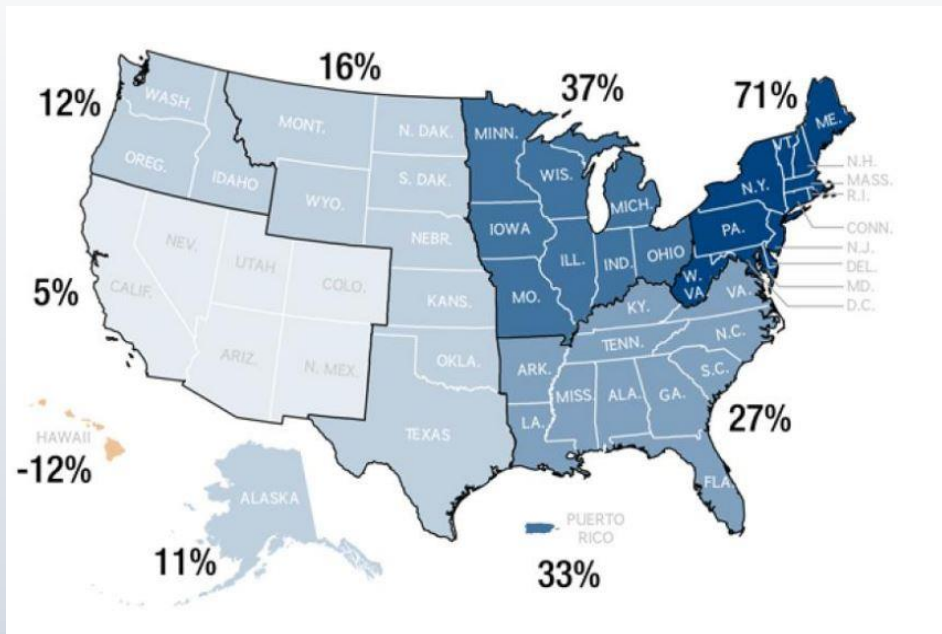 16%
37%
71%
12%
WASH.
MONT.
N. DAK.
MINN.
ME.
VT.
OREG.
IDAHO
WYO.
S. DAK.
WIS.
MICH.
N.Y.
N.H.
MASS.
R.I.
CONN.
N.J.
DEL.
MD.
D.C.
NEV.
UTAH
COLO.
NEBR.
IOWA
ILL.
IND.
OHIO
PA.
W.
VA
VA.
5%
CALIF.
KANS.
MO.
KY.
ARIZ.
N. MEX.
OKLA.
ARK.
TENN.
N.C.
S.C.
TEXAS
LA.
MISS.
ALA.
GA.
27%
FLA.
HAWAII
-12%
ALASKA
11%
PUERTO
RICO
33%